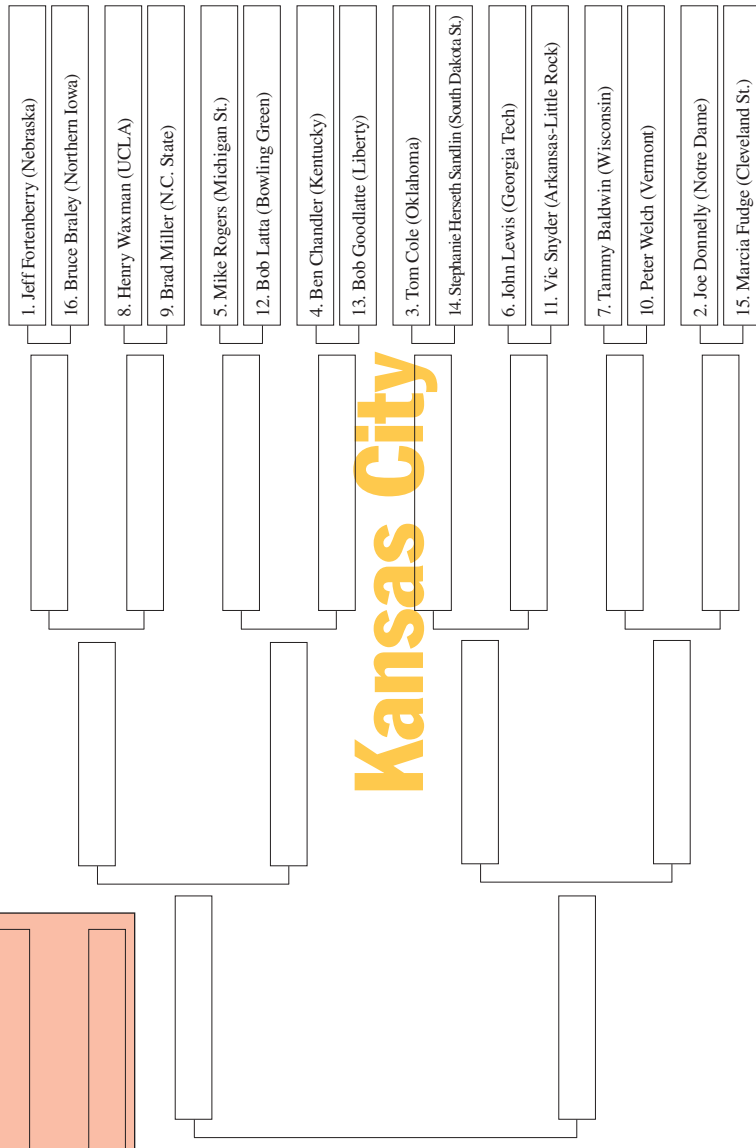 1. Jeff Fortenberry (Nebraska)
16. Bruce Braley (Northern Iowa)
8. Henry Waxman (UCLA)
9. Brad Miller (N.C. State)
5. Mike Rogers (Michigan St.)
12. Bob Latta (Bowling Green)
4. Ben Chandler (Kentucky)
13. Bob Goodlatte (Liberty)
3. Tom Cole (Oklahoma)
14. Stephanie Herseth Sandlin (South Dakota St.)
6. John Lewis (Georgia Tech)
11. Vic Snyder (Arkansas-Little Rock)
7. Tammy Baldwin (Wisconsin)
10. Peter Welch (Vermont)
2. Joe Donnelly (Notre Dame)
15. Marcia Fudge (Cleveland St.)
Kansas City